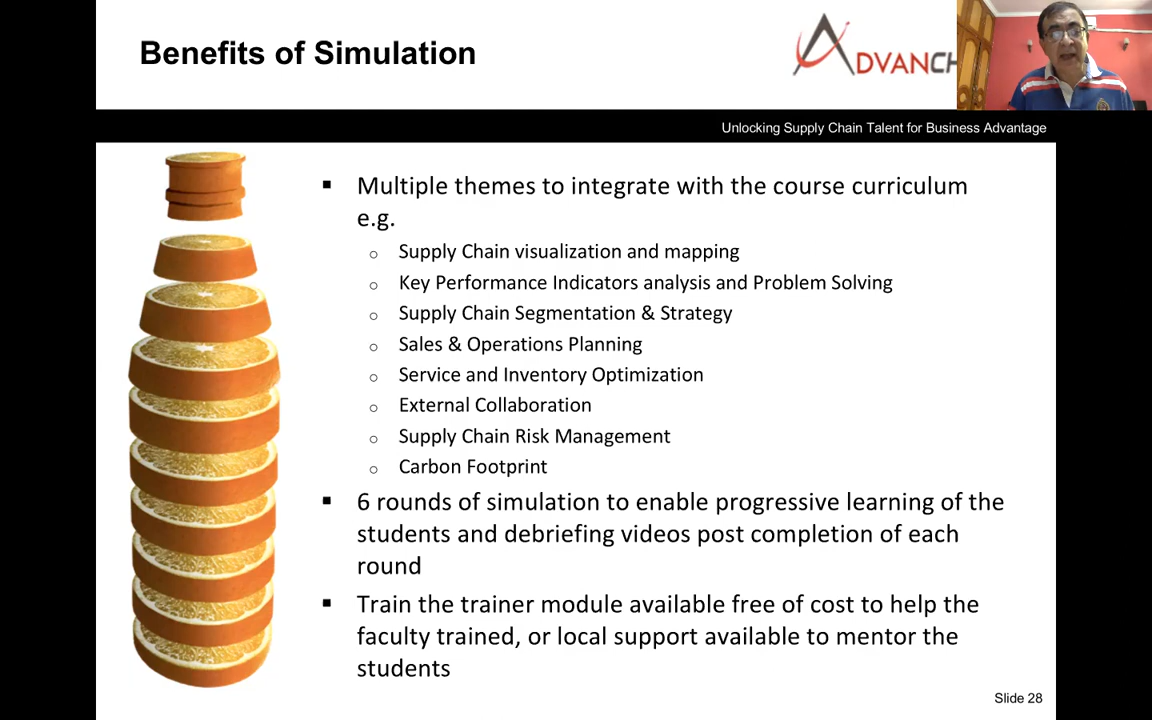 Benefits of Simulation
ADVANCH
Unlocking Supply Chain Talent for Business Advantage
▪ Multiple themes to integrate with the course curriculum
e.g.
o Supply Chain visualization and mapping
o Key Performance Indicators analysis and Problem Solving
o Supply Chain Segmentation & Strategy
o Sales & Operations Planning
o Service and Inventory Optimization
o External Collaboration
o Supply Chain Risk Management
o Carbon Footprint
▪ 6 rounds of simulation to enable progressive learning of the
students and debriefing videos post completion of each
round
▪ Train the trainer module available free of cost to help the
faculty trained, or local support available to mentor the
students
Slide 28